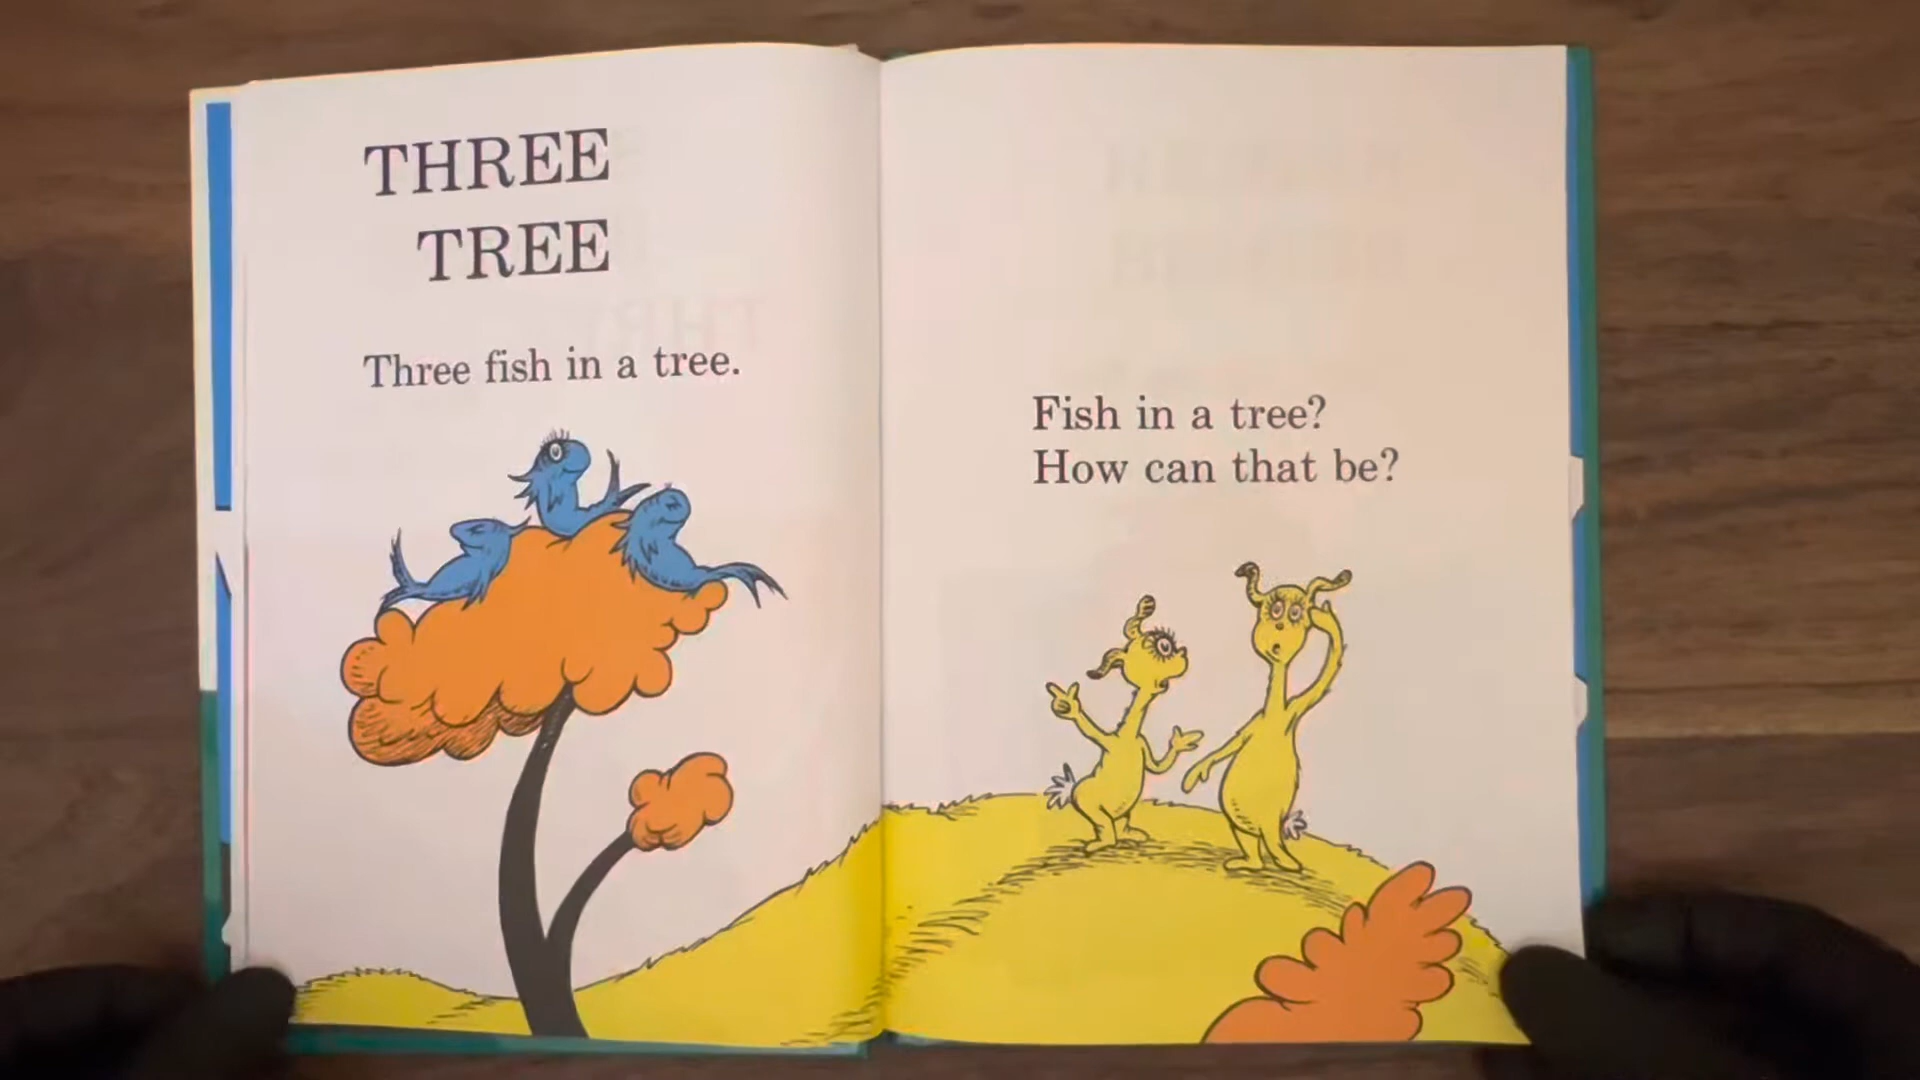 THREE
TREE
Three fish in a tree.
Fish in a tree?
How can that be?